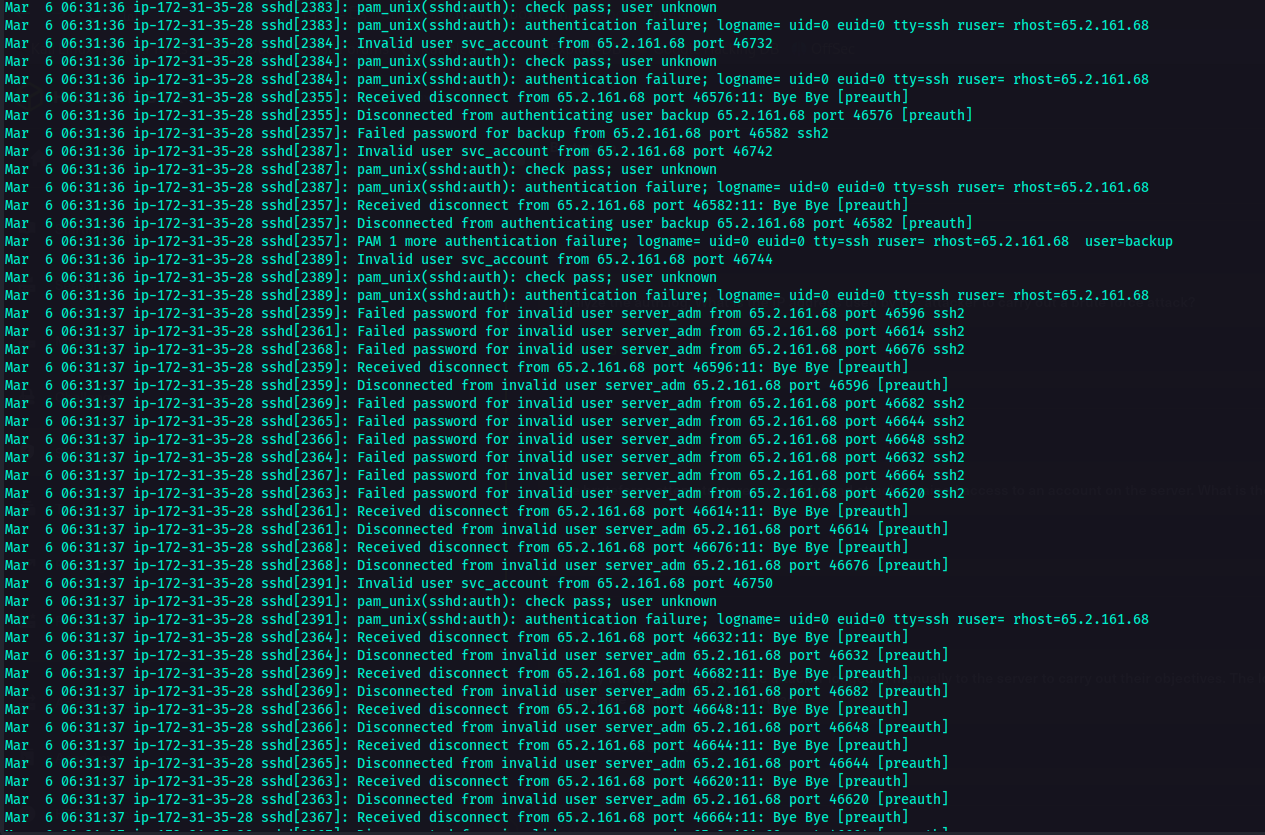 Mar  6 06:31:36 ip-172-31-35-28 sshd[2383]: pam_unix(sshd:auth): check pass; user unknown
Mar  6 06:31:36 ip-172-31-35-28 sshd[2383]: pam_unix(sshd:auth): authentication failure; logname= uid=0 euid=0 tty=ssh ruser= rhost=65.2.161.68
Mar  6 06:31:36 ip-172-31-35-28 sshd[2384]: Invalid user svc_account from 65.2.161.68 port 46732
Mar  6 06:31:36 ip-172-31-35-28 sshd[2384]: pam_unix(sshd:auth): check pass; user unknown
Mar  6 06:31:36 ip-172-31-35-28 sshd[2384]: pam_unix(sshd:auth): authentication failure; logname= uid=0 euid=0 tty=ssh ruser= rhost=65.2.161.68
Mar  6 06:31:36 ip-172-31-35-28 sshd[2355]: Received disconnect from 65.2.161.68 port 46576:11: Bye Bye [preauth]
Mar  6 06:31:36 ip-172-31-35-28 sshd[2355]: Disconnected from authenticating user backup 65.2.161.68 port 46576 [preauth]
Mar  6 06:31:36 ip-172-31-35-28 sshd[2357]: Failed password for backup from 65.2.161.68 port 46582 ssh2
Mar  6 06:31:36 ip-172-31-35-28 sshd[2387]: Invalid user svc_account from 65.2.161.68 port 46742
Mar  6 06:31:36 ip-172-31-35-28 sshd[2387]: pam_unix(sshd:auth): check pass; user unknown
Mar  6 06:31:36 ip-172-31-35-28 sshd[2387]: pam_unix(sshd:auth): authentication failure; logname= uid=0 euid=0 tty=ssh ruser= rhost=65.2.161.68
Mar  6 06:31:36 ip-172-31-35-28 sshd[2357]: Received disconnect from 65.2.161.68 port 46582:11: Bye Bye [preauth]
Mar  6 06:31:36 ip-172-31-35-28 sshd[2357]: Disconnected from authenticating user backup 65.2.161.68 port 46582 [preauth]
Mar  6 06:31:36 ip-172-31-35-28 sshd[2357]: PAM 1 more authentication failure; logname= uid=0 euid=0 tty=ssh ruser= rhost=65.2.161.68  user=backup
Mar  6 06:31:36 ip-172-31-35-28 sshd[2389]: Invalid user svc_account from 65.2.161.68 port 46744
Mar  6 06:31:36 ip-172-31-35-28 sshd[2389]: pam_unix(sshd:auth): check pass; user unknown
Mar  6 06:31:36 ip-172-31-35-28 sshd[2389]: pam_unix(sshd:auth): authentication failure; logname= uid=0 euid=0 tty=ssh ruser= rhost=65.2.161.68
Mar  6 06:31:37 ip-172-31-35-28 sshd[2359]: Failed password for invalid user server_adm from 65.2.161.68 port 46596 ssh2
Mar  6 06:31:37 ip-172-31-35-28 sshd[2361]: Failed password for invalid user server_adm from 65.2.161.68 port 46614 ssh2
Mar  6 06:31:37 ip-172-31-35-28 sshd[2368]: Failed password for invalid user server_adm from 65.2.161.68 port 46676 ssh2
Mar  6 06:31:37 ip-172-31-35-28 sshd[2359]: Received disconnect from 65.2.161.68 port 46596:11: Bye Bye [preauth]
Mar  6 06:31:37 ip-172-31-35-28 sshd[2359]: Disconnected from invalid user server_adm 65.2.161.68 port 46596 [preauth]
Mar  6 06:31:37 ip-172-31-35-28 sshd[2369]: Failed password for invalid user server_adm from 65.2.161.68 port 46682 ssh2
Mar  6 06:31:37 ip-172-31-35-28 sshd[2365]: Failed password for invalid user server_adm from 65.2.161.68 port 46644 ssh2
Mar  6 06:31:37 ip-172-31-35-28 sshd[2366]: Failed password for invalid user server_adm from 65.2.161.68 port 46648 ssh2
Mar  6 06:31:37 ip-172-31-35-28 sshd[2364]: Failed password for invalid user server_adm from 65.2.161.68 port 46632 ssh2
Mar  6 06:31:37 ip-172-31-35-28 sshd[2367]: Failed password for invalid user server_adm from 65.2.161.68 port 46664 ssh2
Mar  6 06:31:37 ip-172-31-35-28 sshd[2363]: Failed password for invalid user server_adm from 65.2.161.68 port 46620 ssh2
Mar  6 06:31:37 ip-172-31-35-28 sshd[2361]: Received disconnect from 65.2.161.68 port 46614:11: Bye Bye [preauth]
Mar  6 06:31:37 ip-172-31-35-28 sshd[2361]: Disconnected from invalid user server_adm 65.2.161.68 port 46614 [preauth]
Mar  6 06:31:37 ip-172-31-35-28 sshd[2368]: Received disconnect from 65.2.161.68 port 46676:11: Bye Bye [preauth]
Mar  6 06:31:37 ip-172-31-35-28 sshd[2368]: Disconnected from invalid user server_adm 65.2.161.68 port 46676 [preauth]
Mar  6 06:31:37 ip-172-31-35-28 sshd[2391]: Invalid user svc_account from 65.2.161.68 port 46750
Mar  6 06:31:37 ip-172-31-35-28 sshd[2391]: pam_unix(sshd:auth): check pass; user unknown
Mar  6 06:31:37 ip-172-31-35-28 sshd[2391]: pam_unix(sshd:auth): authentication failure; logname= uid=0 euid=0 tty=ssh ruser= rhost=65.2.161.68
Mar  6 06:31:37 ip-172-31-35-28 sshd[2364]: Received disconnect from 65.2.161.68 port 46632:11: Bye Bye [preauth]
Mar  6 06:31:37 ip-172-31-35-28 sshd[2364]: Disconnected from invalid user server_adm 65.2.161.68 port 46632 [preauth]
Mar  6 06:31:37 ip-172-31-35-28 sshd[2369]: Received disconnect from 65.2.161.68 port 46682:11: Bye Bye [preauth]
Mar  6 06:31:37 ip-172-31-35-28 sshd[2369]: Disconnected from invalid user server_adm 65.2.161.68 port 46682 [preauth]
Mar  6 06:31:37 ip-172-31-35-28 sshd[2366]: Received disconnect from 65.2.161.68 port 46648:11: Bye Bye [preauth]
Mar  6 06:31:37 ip-172-31-35-28 sshd[2366]: Disconnected from invalid user server_adm 65.2.161.68 port 46648 [preauth]
Mar  6 06:31:37 ip-172-31-35-28 sshd[2365]: Received disconnect from 65.2.161.68 port 46644:11: Bye Bye [preauth]
Mar  6 06:31:37 ip-172-31-35-28 sshd[2365]: Disconnected from invalid user server_adm 65.2.161.68 port 46644 [preauth]
Mar  6 06:31:37 ip-172-31-35-28 sshd[2363]: Received disconnect from 65.2.161.68 port 46620:11: Bye Bye [preauth]
Mar  6 06:31:37 ip-172-31-35-28 sshd[2363]: Disconnected from invalid user server_adm 65.2.161.68 port 46620 [preauth]
Mar  6 06:31:37 ip-172-31-35-28 sshd[2367]: Received disconnect from 65.2.161.68 port 46664:11: Bye Bye [preauth]